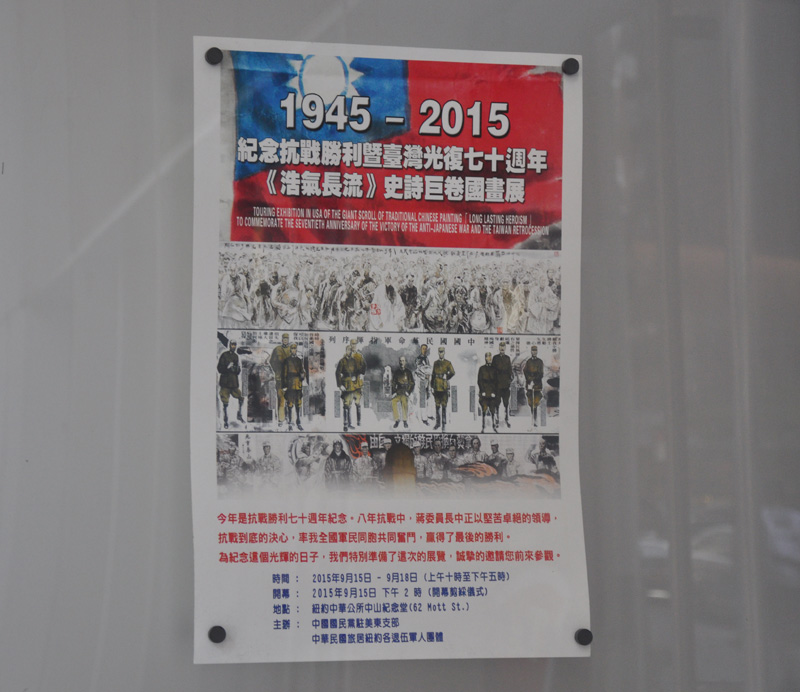 1945 – 2015
紀念抗戰勝利暨臺灣光復七十週年
《浩氣長流》史詩巨卷國畫展
TOURING EXHIBITION IN USA OF THE GIANT SCROLL OF TRADITIONAL CHINESE PAINTING「LONG LASTING HEROISM」
TO COMMEMORATE THE SEVENTIETH ANNIVERSARY OF THE VICTORY OF THE ANTI-JAPANESE WAR AND THE TAIWAN RETROCESSION
中國國民革命軍指揮序列
今年是抗戰勝利七十週年紀念。八年抗戰中，蔣委員長中正以堅苦卓絕的領導，
抗戰到底的決心，率我全國軍民同胞共同奮鬥，贏得了最後的勝利。
為紀念這個光輝的日子，我們特別準備了這次的展覽，誠摯的邀請您前來參觀。
時間： 2015年9月15日 - 9月18日 (上午十時至下午五時)
開幕： 2015年9月15日 下午 2 時 (開幕剪綵儀式)
地點： 紐約中華公所中山紀念堂(62 Mott St.)
主辦： 中國國民黨駐美東支部
中華民國旅居紐約各退伍軍人團體